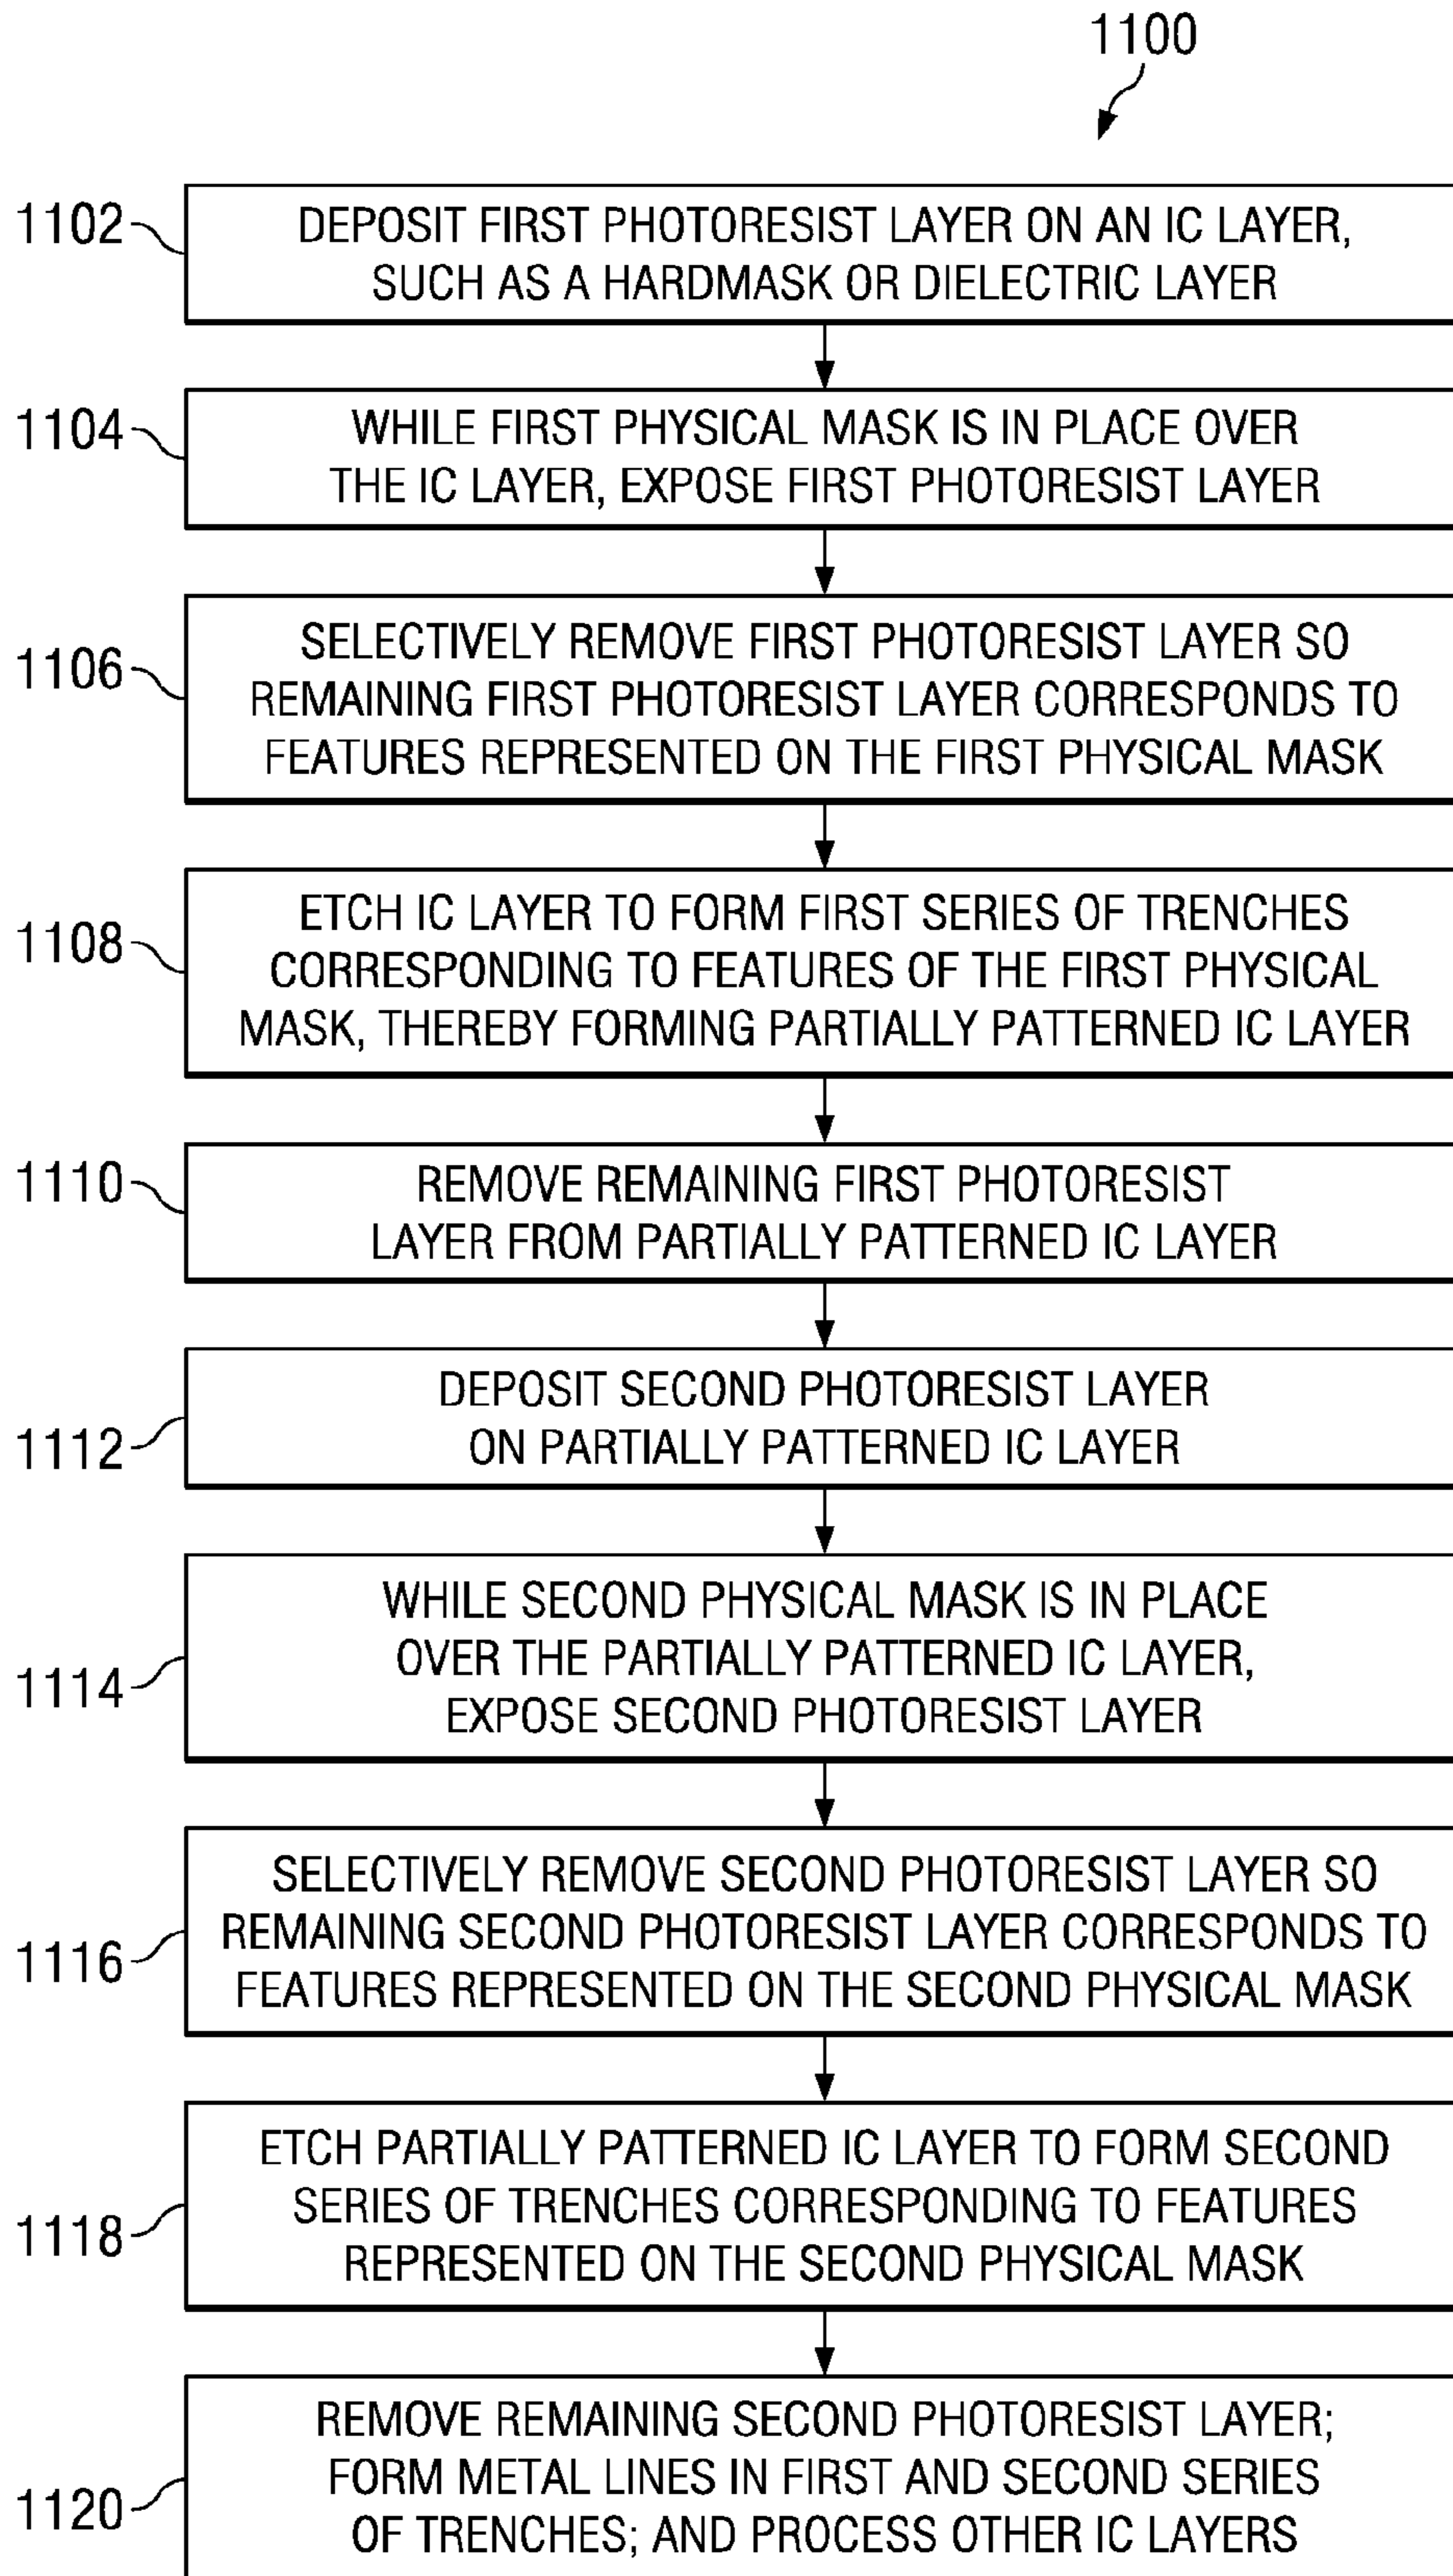 1100
1102
DEPOSIT FIRST PHOTORESIST LAYER ON AN IC LAYER,
SUCH AS A HARDMASK OR DIELECTRIC LAYER
1104
WHILE FIRST PHYSICAL MASK IS IN PLACE OVER
THE IC LAYER, EXPOSE FIRST PHOTORESIST LAYER
1106
SELECTIVELY REMOVE FIRST PHOTORESIST LAYER SO
REMAINING FIRST PHOTORESIST LAYER CORRESPONDS TO
FEATURES REPRESENTED ON THE FIRST PHYSICAL MASK
1108
ETCH IC LAYER TO FORM FIRST SERIES OF TRENCHES
CORRESPONDING TO FEATURES OF THE FIRST PHYSICAL
MASK, THEREBY FORMING PARTIALLY PATTERNED IC LAYER
1110
REMOVE REMAINING FIRST PHOTORESIST
LAYER FROM PARTIALLY PATTERNED IC LAYER
1112
DEPOSIT SECOND PHOTORESIST LAYER
ON PARTIALLY PATTERNED IC LAYER
1114
WHILE SECOND PHYSICAL MASK IS IN PLACE
OVER THE PARTIALLY PATTERNED IC LAYER,
EXPOSE SECOND PHOTORESIST LAYER
1116
SELECTIVELY REMOVE SECOND PHOTORESIST LAYER SO
REMAINING SECOND PHOTORESIST LAYER CORRESPONDS TO
FEATURES REPRESENTED ON THE SECOND PHYSICAL MASK
1118
ETCH PARTIALLY PATTERNED IC LAYER TO FORM SECOND
SERIES OF TRENCHES CORRESPONDING TO FEATURES
REPRESENTED ON THE SECOND PHYSICAL MASK
1120
REMOVE REMAINING SECOND PHOTORESIST LAYER;
FORM METAL LINES IN FIRST AND SECOND SERIES
OF TRENCHES; AND PROCESS OTHER IC LAYERS